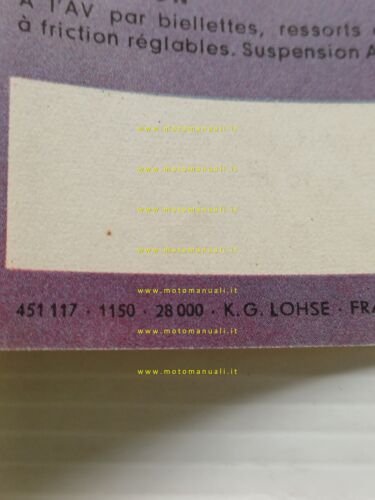 A l'AV par biellettes, ressorts
à friction réglables. Suspension A
www.motomanuali.it
www.motomanuali.it
www.motomanuali.it
www.motomanuali.it
www.motomanuali.it
451 117 · 1150 · 28 000 · K. G. LOHSE · FRA
www.motomanuali.it
www.motomanuali.it